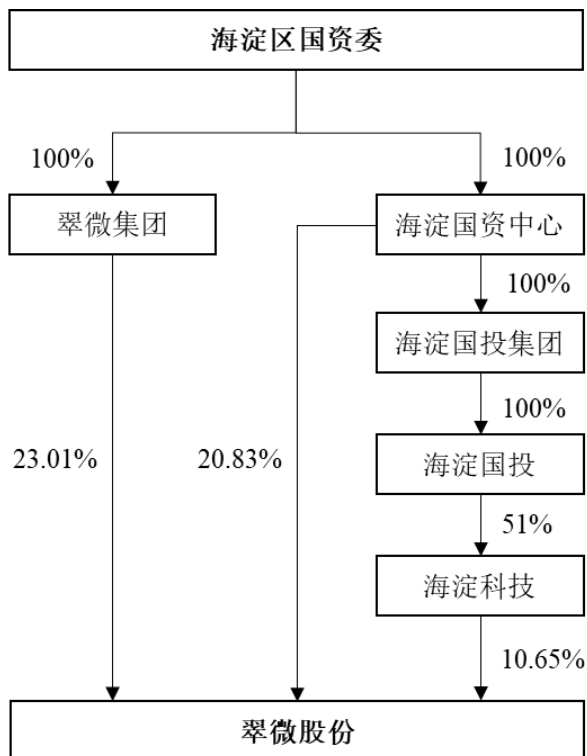 海淀区国资委
100%
100%
翠微集团
海淀国资中心
100%
海淀国投集团
100%
23.01%
20.83%
海淀国投
51%
海淀科技
10.65%
翠微股份